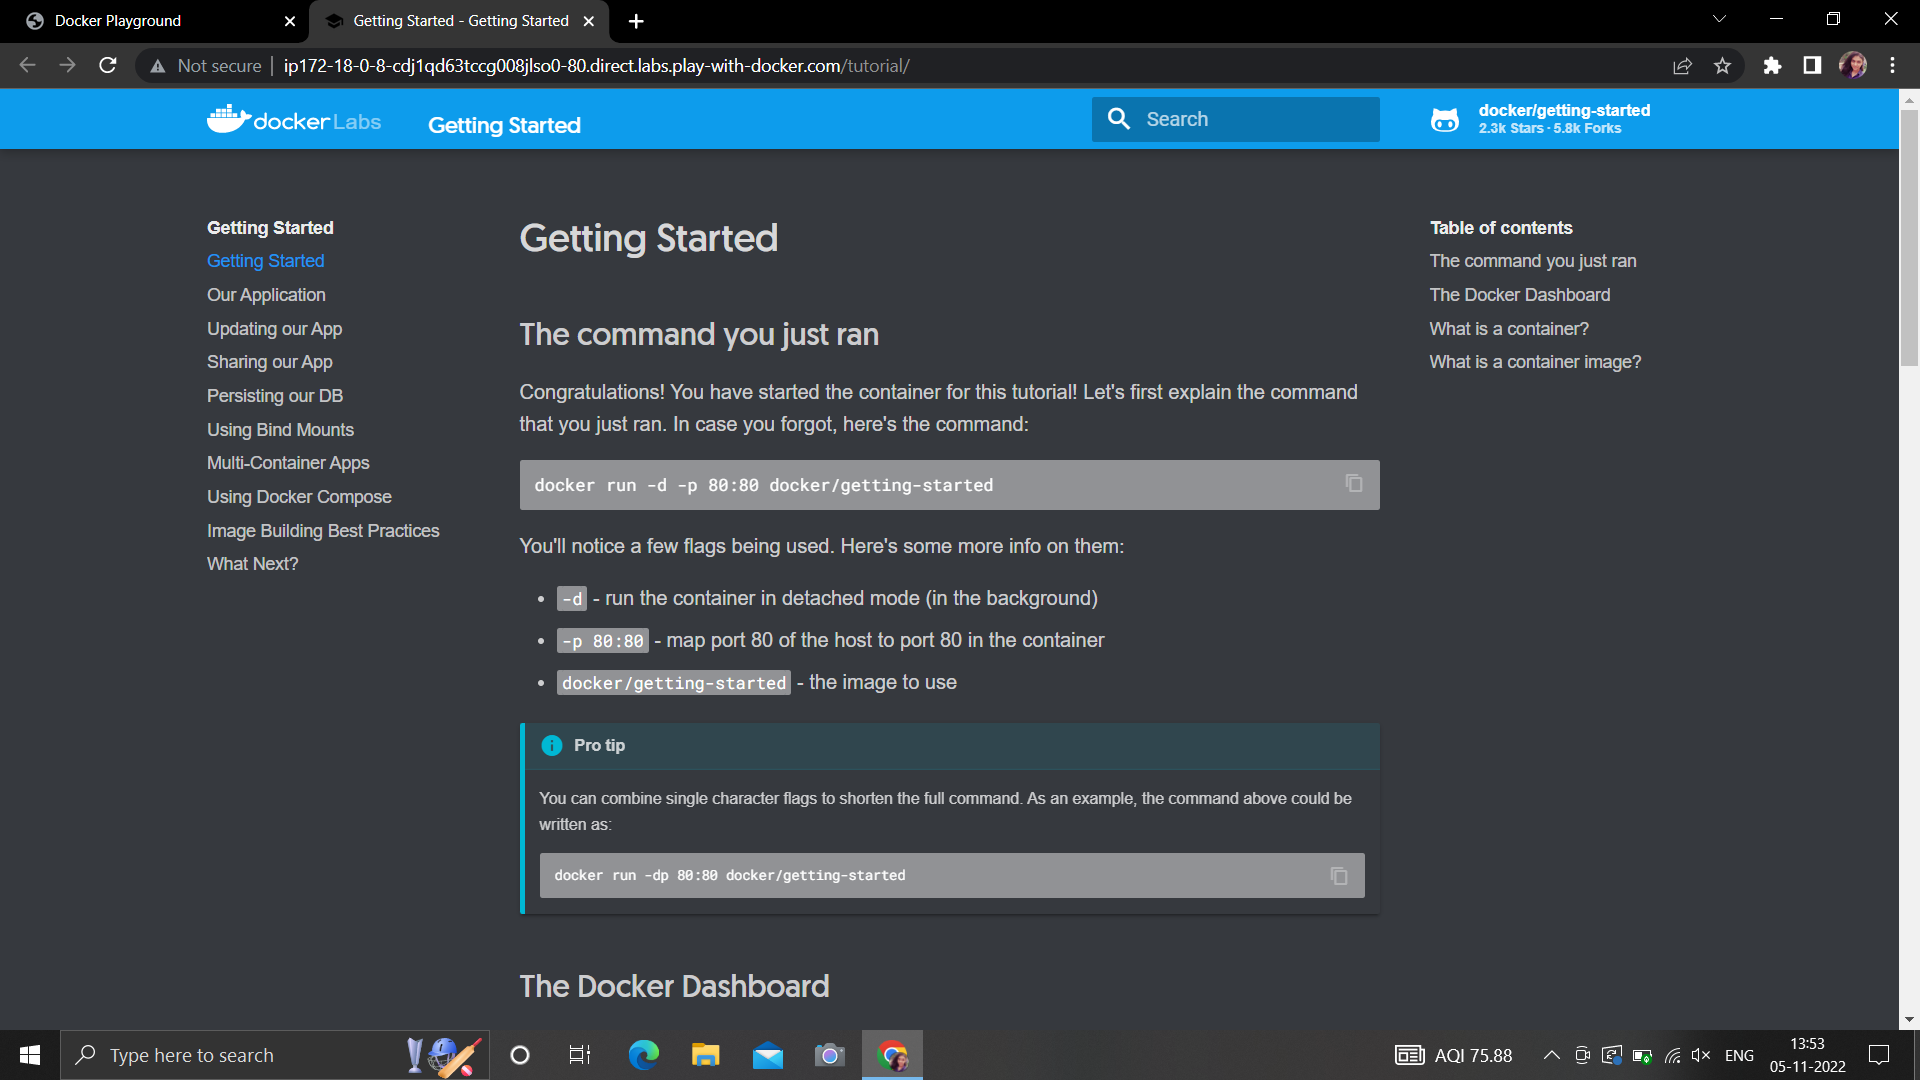 Docker Playground
Getting Started - Getting Started
Not secure
ip172-18-0-8-cdj1qd63tccg008jlso0-80.direct.labs.play-with-docker.com/tutorial/
docker Labs
Getting Started
Search
docker/getting-started
2.3k Stars · 5.8k Forks
Getting Started
Getting Started
Our Application
Updating our App
Sharing our App
Persisting our DB
Using Bind Mounts
Multi-Container Apps
Using Docker Compose
Image Building Best Practices
What Next?
Getting Started
The command you just ran
Congratulations! You have started the container for this tutorial! Let's first explain the command
that you just ran. In case you forgot, here's the command:
docker run -d -p 80:80 docker/getting-started
You'll notice a few flags being used. Here's some more info on them:
• -d - run the container in detached mode (in the background)
• -p 80:80 - map port 80 of the host to port 80 in the container
• docker/getting-started - the image to use
Pro tip
You can combine single character flags to shorten the full command. As an example, the command above could be
written as:
docker run -dp 80:80 docker/getting-started
The Docker Dashboard
Table of contents
The command you just ran
The Docker Dashboard
What is a container?
What is a container image?
Type here to search
AQI 75.88
ENG
13:53
05-11-2022